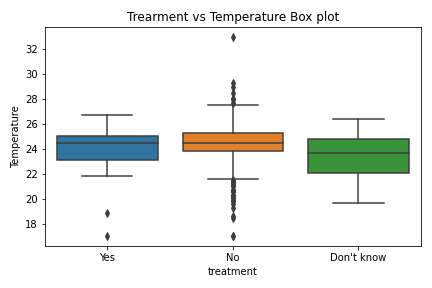 Trearment vs Temperature Box plot
32
30
28
26
24
22
20
18
Temperature
Yes
No
Don't know
treatment